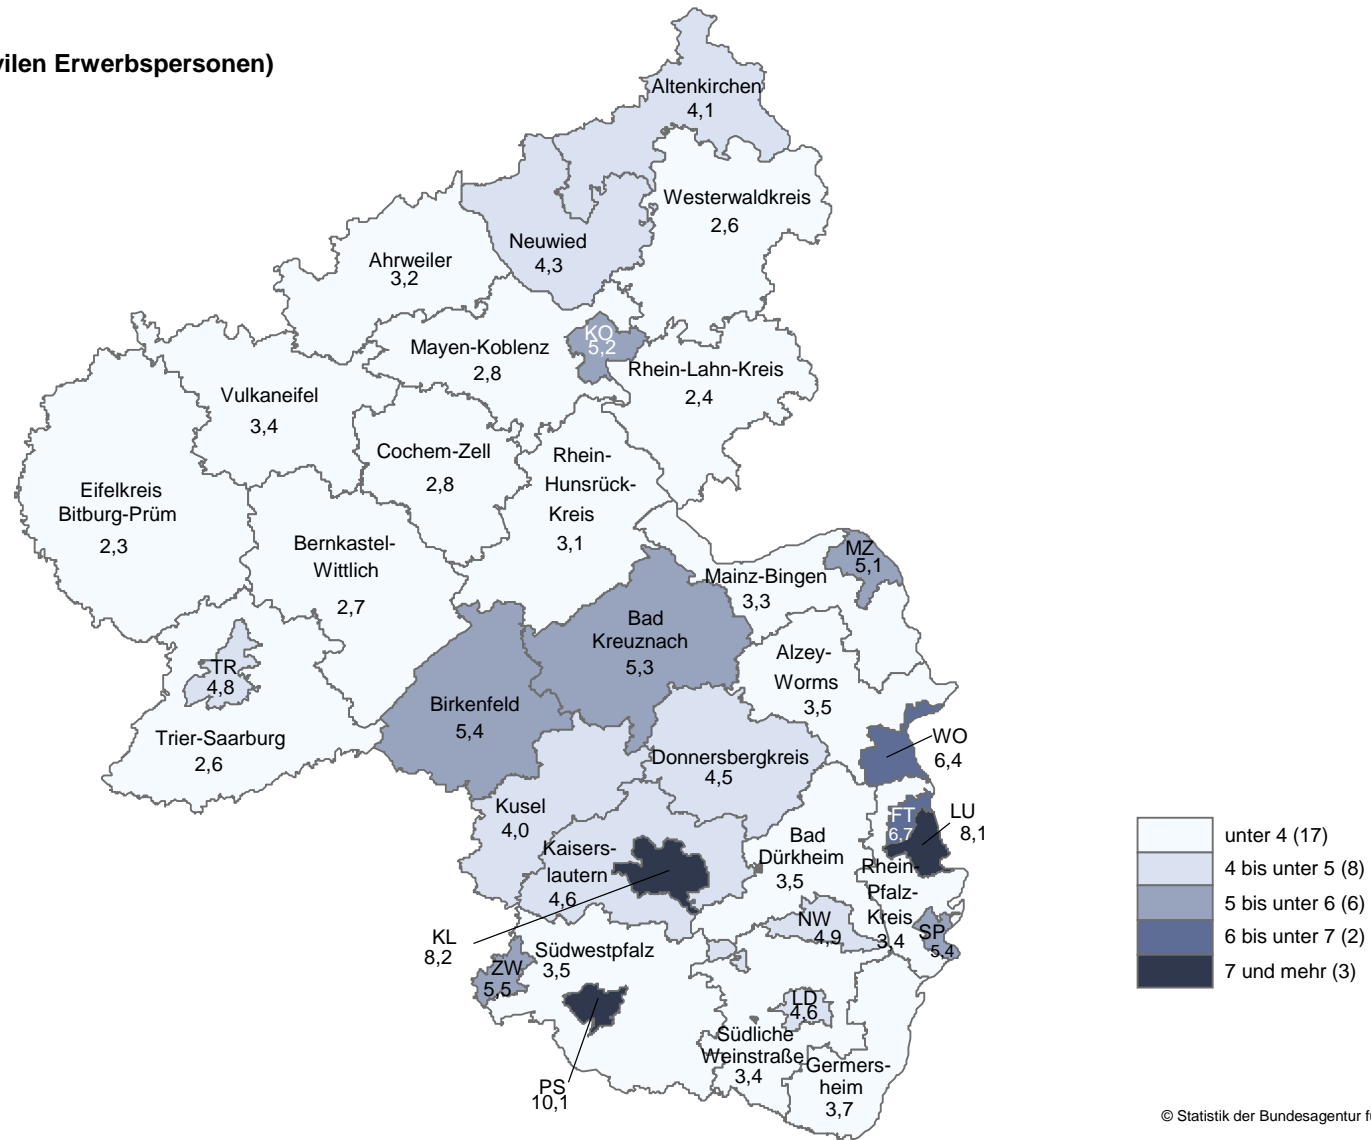 vilen Erwerbspersonen)
Altenkirchen
4,1
Westerwaldkreis
2,6
Neuwied
4,3
Ahrweiler
3,2
KO
5,2
Mayen-Koblenz
2,8
Rhein-Lahn-Kreis
2,4
Vulkaneifel
3,4
Cochem-Zell
2,8
Rhein-
Hunsrück-
Kreis
3,1
Eifelkreis
Bitburg-Prüm
2,3
Bernkastel-
Wittlich
2,7
MZ
5,1
Mainz-Bingen
3,3
Bad
Kreuznach
5,3
Alzey-
Worms
3,5
TR
4,8
Birkenfeld
5,4
Trier-Saarburg
2,6
WO
6,4
Donnersbergkreis
4,5
Kusel
4,0
FT
6,7
LU
8,1
Kaisers-
lautern
4,6
Bad
Dürkheim
3,5
Rhein-
Pfalz-
Kreis
3,4
NW
4,9
SP
5,4
KL
8,2
Südwestpfalz
3,5
ZW
5,5
LD
4,6
Südliche
Weinstraße
3,4
Germers-
heim
3,7
PS
10,1
unter 4 (17)
4 bis unter 5 (8)
5 bis unter 6 (6)
6 bis unter 7 (2)
7 und mehr (3)
© Statistik der Bundesagentur